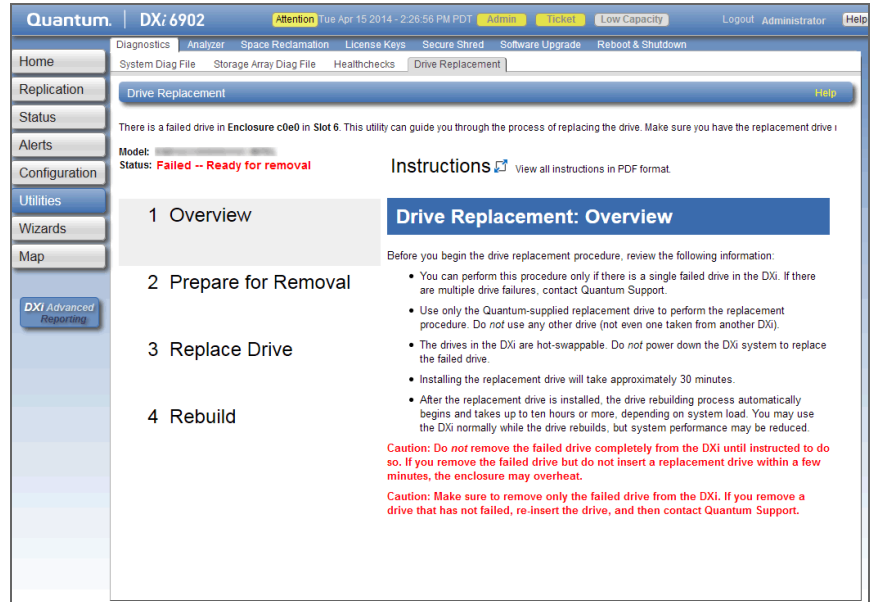 Quantum. DXi 6902 Attention Tue Apr 15 2014 - 2:26:56 PM PDT Admin Ticket Low Capacity Logout Administrator Help
Diagnostics Analyzer Space Reclamation License Keys Secure Shred Software Upgrade Reboot & Shutdown
System Diag File Storage Array Diag File Healthchecks Drive Replacement
Home
Replication
Status
Alerts
Configuration
Utilities
Wizards
Map
DXi Advanced
Reporting
Drive Replacement Help
There is a failed drive in Enclosure c0e0 in Slot 6. This utility can guide you through the process of replacing the drive. Make sure you have the replacement drive
Model:
Status: Failed -- Ready for removal
Instructions View all instructions in PDF format.
1 Overview
2 Prepare for Removal
3 Replace Drive
4 Rebuild
Drive Replacement: Overview
Before you begin the drive replacement procedure, review the following information:
• You can perform this procedure only if there is a single failed drive in the DXi. If there
are multiple drive failures, contact Quantum Support.
• Use only the Quantum-supplied replacement drive to perform the replacement
procedure. Do not use any other drive (not even one taken from another DXi).
• The drives in the DXi are hot-swappable. Do not power down the DXi system to replace
the failed drive.
• Installing the replacement drive will take approximately 30 minutes.
• After the replacement drive is installed, the drive rebuilding process automatically
begins and takes up to ten hours or more, depending on system load. You may use
the DXi normally while the drive rebuilds, but system performance may be reduced.
Caution: Do not remove the failed drive completely from the DXi until instructed to do
so. If you remove the failed drive but do not insert a replacement drive within a few
minutes, the enclosure may overheat.
Caution: Make sure to remove only the failed drive from the DXi. If you remove a
drive that has not failed, re-insert the drive, and then contact Quantum Support.